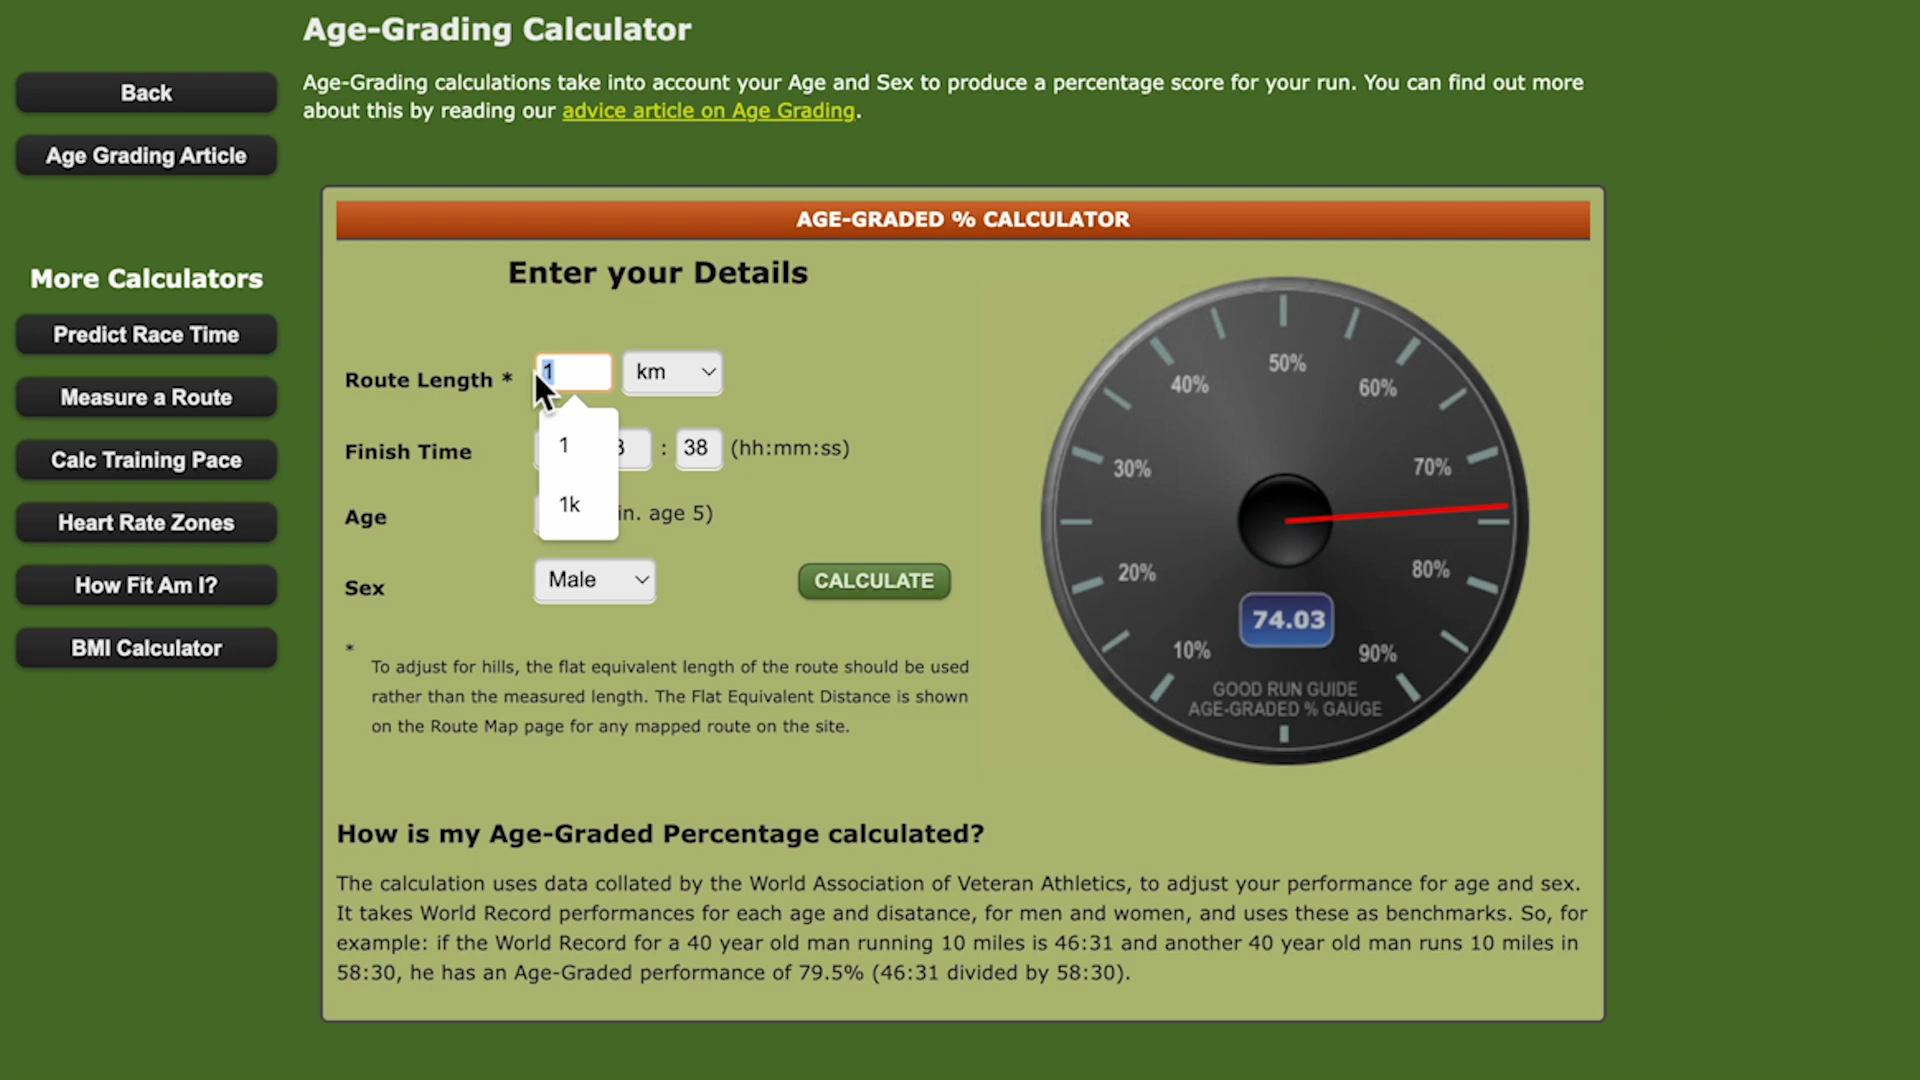 Age-Grading Calculator
Back
Age-Grading calculations take into account your Age and Sex to produce a percentage score for your run. You can find out more
about this by reading our advice article on Age Grading.
Age Grading Article
AGE-GRADED % CALCULATOR
Enter your Details
More Calculators
Predict Race Time
Measure a Route
Calc Training Pace
Heart Rate Zones
How Fit Am I?
BMI Calculator
Route Length * 1 km
1
1k
Finish Time : 38 (hh:mm:ss)
Age in. age 5)
Sex Male CALCULATE
*
To adjust for hills, the flat equivalent length of the route should be used
rather than the measured length. The Flat Equivalent Distance is shown
on the Route Map page for any mapped route on the site.
50%
40% 60%
30% 70%
20% 80%
74.03
10% 90%
GOOD RUN GUIDE
AGE-GRADED % GAUGE
How is my Age-Graded Percentage calculated?
The calculation uses data collated by the World Association of Veteran Athletics, to adjust your performance for age and sex.
It takes World Record performances for each age and disatance, for men and women, and uses these as benchmarks. So, for
example: if the World Record for a 40 year old man running 10 miles is 46:31 and another 40 year old man runs 10 miles in
58:30, he has an Age-Graded performance of 79.5% (46:31 divided by 58:30).